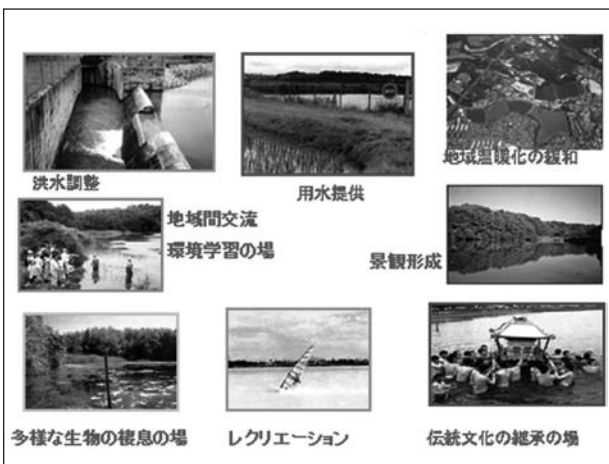 洪水調整
用水提供
地域温暖化の緩和
地域間交流
環境学習の場
景観形成
多様な生物の棲息の場
レクリエーション
伝統文化の継承の場